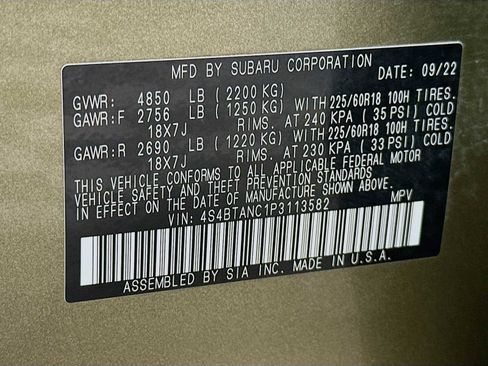 MFD BY SUBARU CORPORATION
DATE: 09/22
GVWR: 4850 LB (2200 KG)
GAWR:F 2756 LB (1250 KG) WITH 225/60R18 100H TIRES.
18X7J RIMS. AT 240 KPA (35 PSI) COLD
GAWR:R 2690 LB (1220 KG) WITH 225/60R18 100H TIRES.
18X7J RIMS. AT 230 KPA (33 PSI) COLD
THIS VEHICLE CONFORMS TO ALL APPLICABLE FEDERAL MOTOR
VEHICLE SAFETY AND BUMPER STANDARDS IN EFFECT
ON THE DATE OF MANUFACTURE SHOWN ABOVE.
VIN: 4S4BTANC1P3113582 MPV
ASSEMBLED BY SIA INC. MADE IN U.S.A.